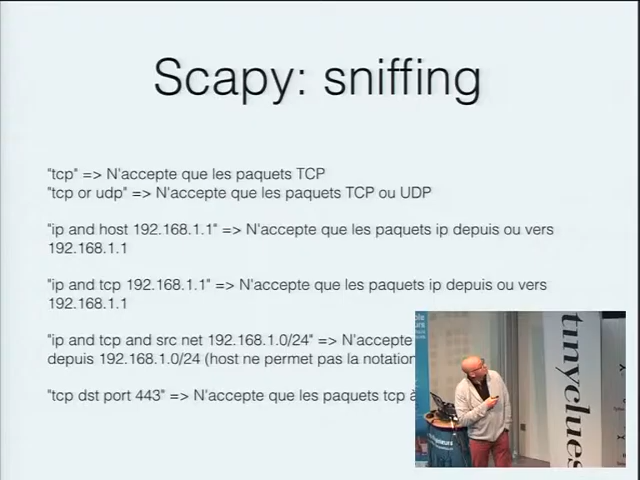 Scapy: sniffing
"tcp" => N'accepte que les paquets TCP
"tcp or udp" => N'accepte que les paquets TCP ou UDP
"ip and host 192.168.1.1" => N'accepte que les paquets ip depuis ou vers
192.168.1.1
"ip and tcp 192.168.1.1" => N'accepte que les paquets ip depuis ou vers
192.168.1.1
"ip and tcp and src net 192.168.1.0/24" => N'accepte
depuis 192.168.1.0/24 (host ne permet pas la notation
"tcp dst port 443" => N'accepte que les paquets tcp à
tinyclues